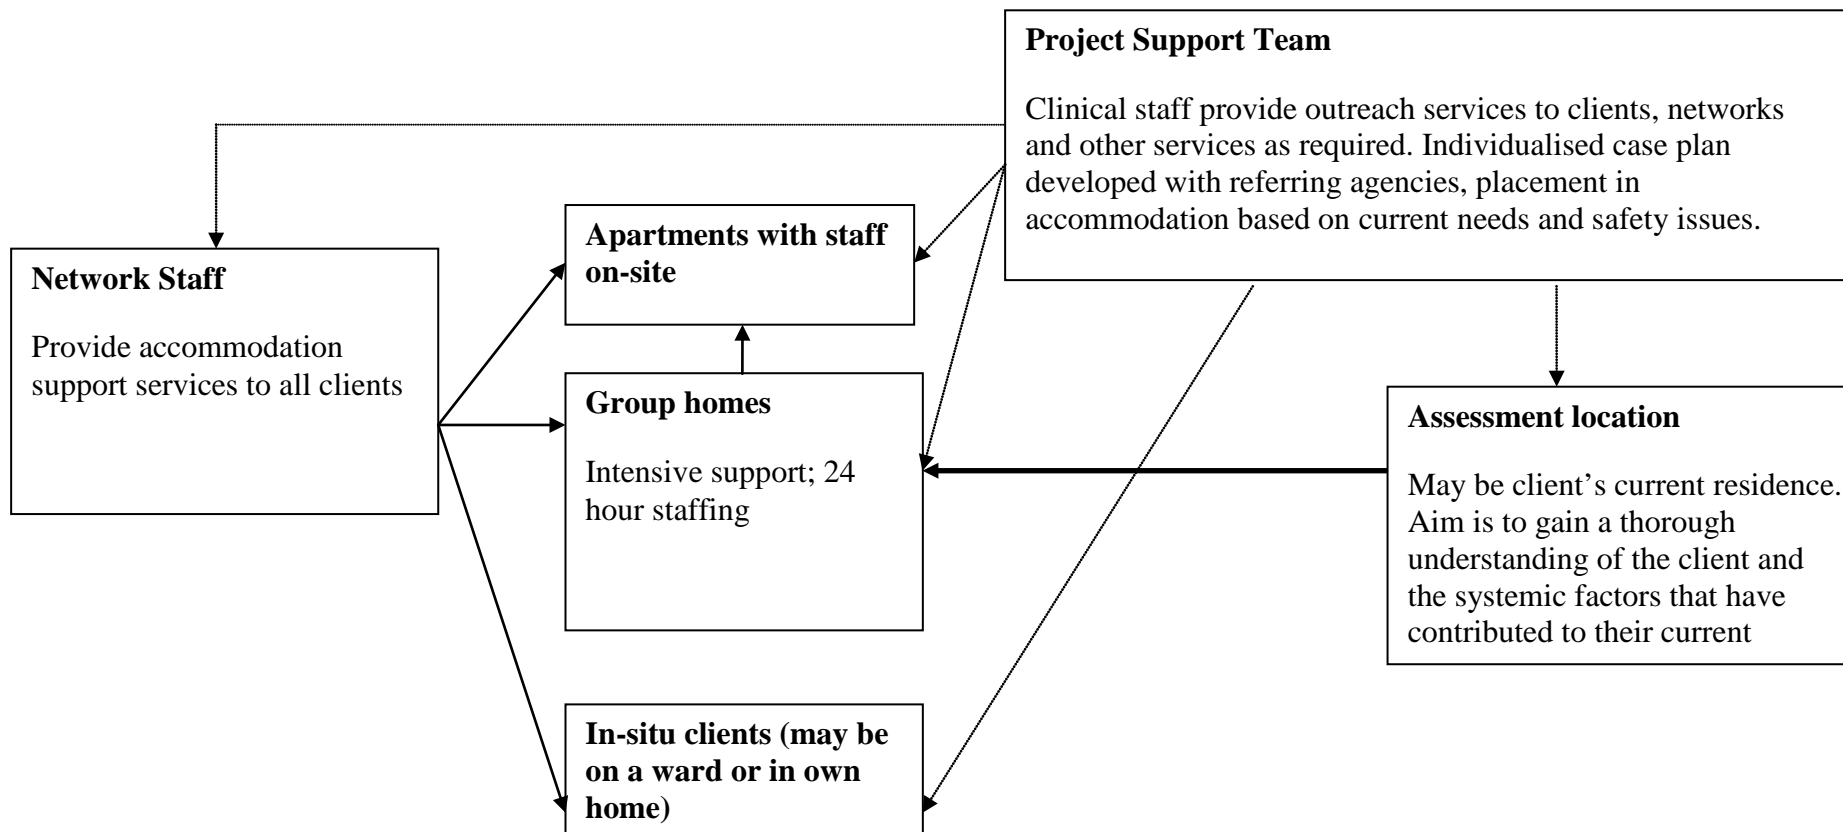 Project Support Team
Clinical staff provide outreach services to clients, networks
and other services as required. Individualised case plan
developed with referring agencies, placement in
accommodation based on current needs and safety issues.
Apartments with staff
on-site
Network Staff
Provide accommodation
support services to all clients
Group homes
Intensive support; 24
hour staffing
Assessment location
May be client’s current residence.
Aim is to gain a thorough
understanding of the client and
the systemic factors that have
contributed to their current
In-situ clients (may be
on a ward or in own
home)